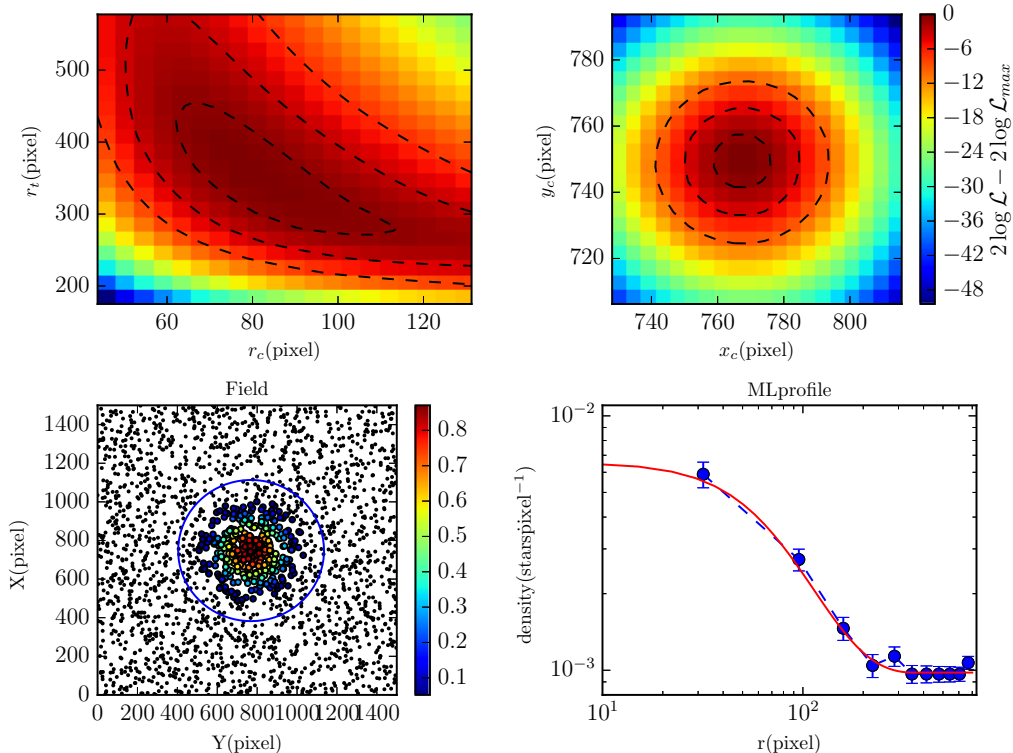 500
400
300
200
r_t(pixel)
60 80 100 120
r_c(pixel)
780
760
740
720
y_c(pixel)
740 760 780 800
x_c(pixel)
0
−6
−12
−18
−24
−30
−36
−42
−48
2 log ℒ − 2 log ℒ_max
Field
1400
1200
1000
800
600
400
200
0
X(pixel)
0 200 400 600 800 1000 1200 1400
Y(pixel)
0.8
0.7
0.6
0.5
0.4
0.3
0.2
0.1
MLprofile
10^−2
10^−3
density(starspixel^−1)
10^1 10^2
r(pixel)